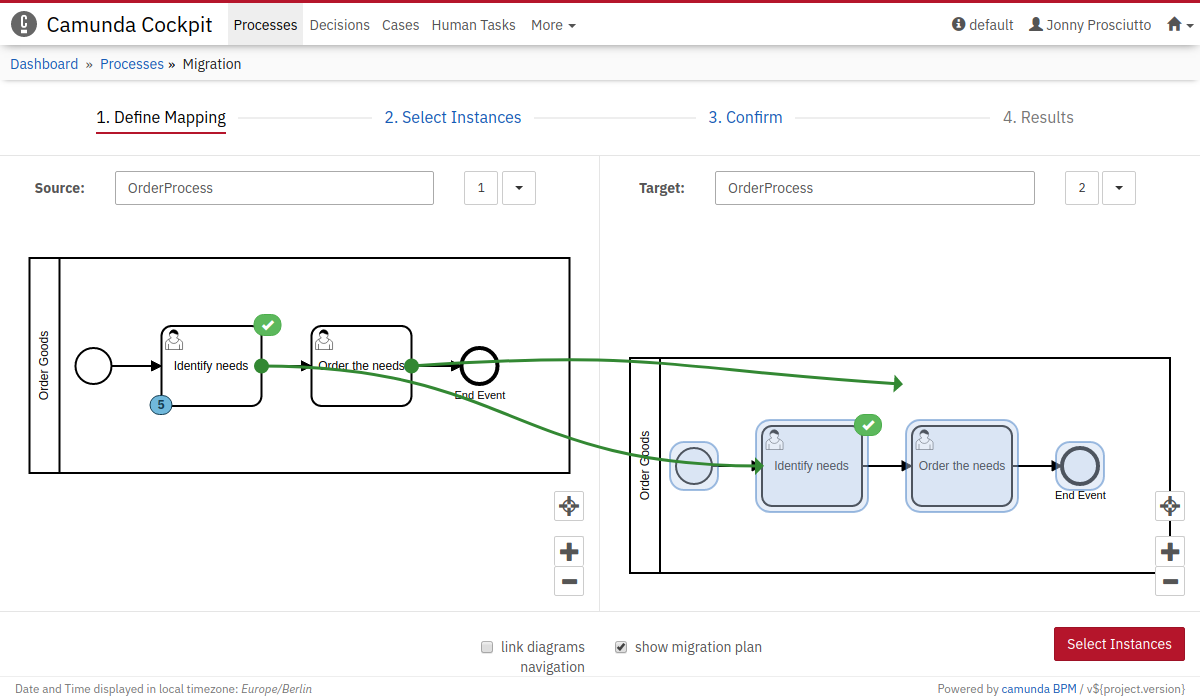 Camunda Cockpit Processes Decisions Cases Human Tasks More default Jonny Prosciutto
Dashboard » Processes » Migration
1. Define Mapping 2. Select Instances 3. Confirm 4. Results
Source: OrderProcess 1 Target: OrderProcess 2
Order Goods
Identify needs
Order the needs
End Event
5
Order Goods
Identify needs
Order the needs
End Event
link diagrams
navigation
show migration plan
Select Instances
Date and Time displayed in local timezone: Europe/Berlin Powered by camunda BPM / v${project.version}